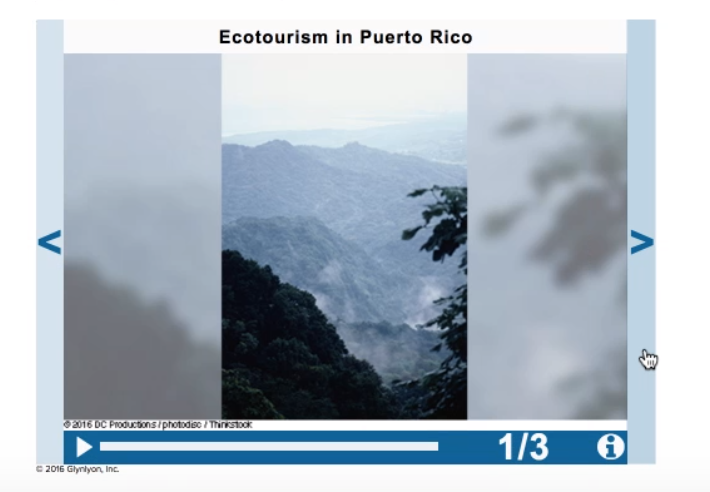 Ecotourism in Puerto Rico
< >
© 2016 DC Productions / photodisc / Thinkstock
1/3 i
© 2016 Glynlyon, Inc.